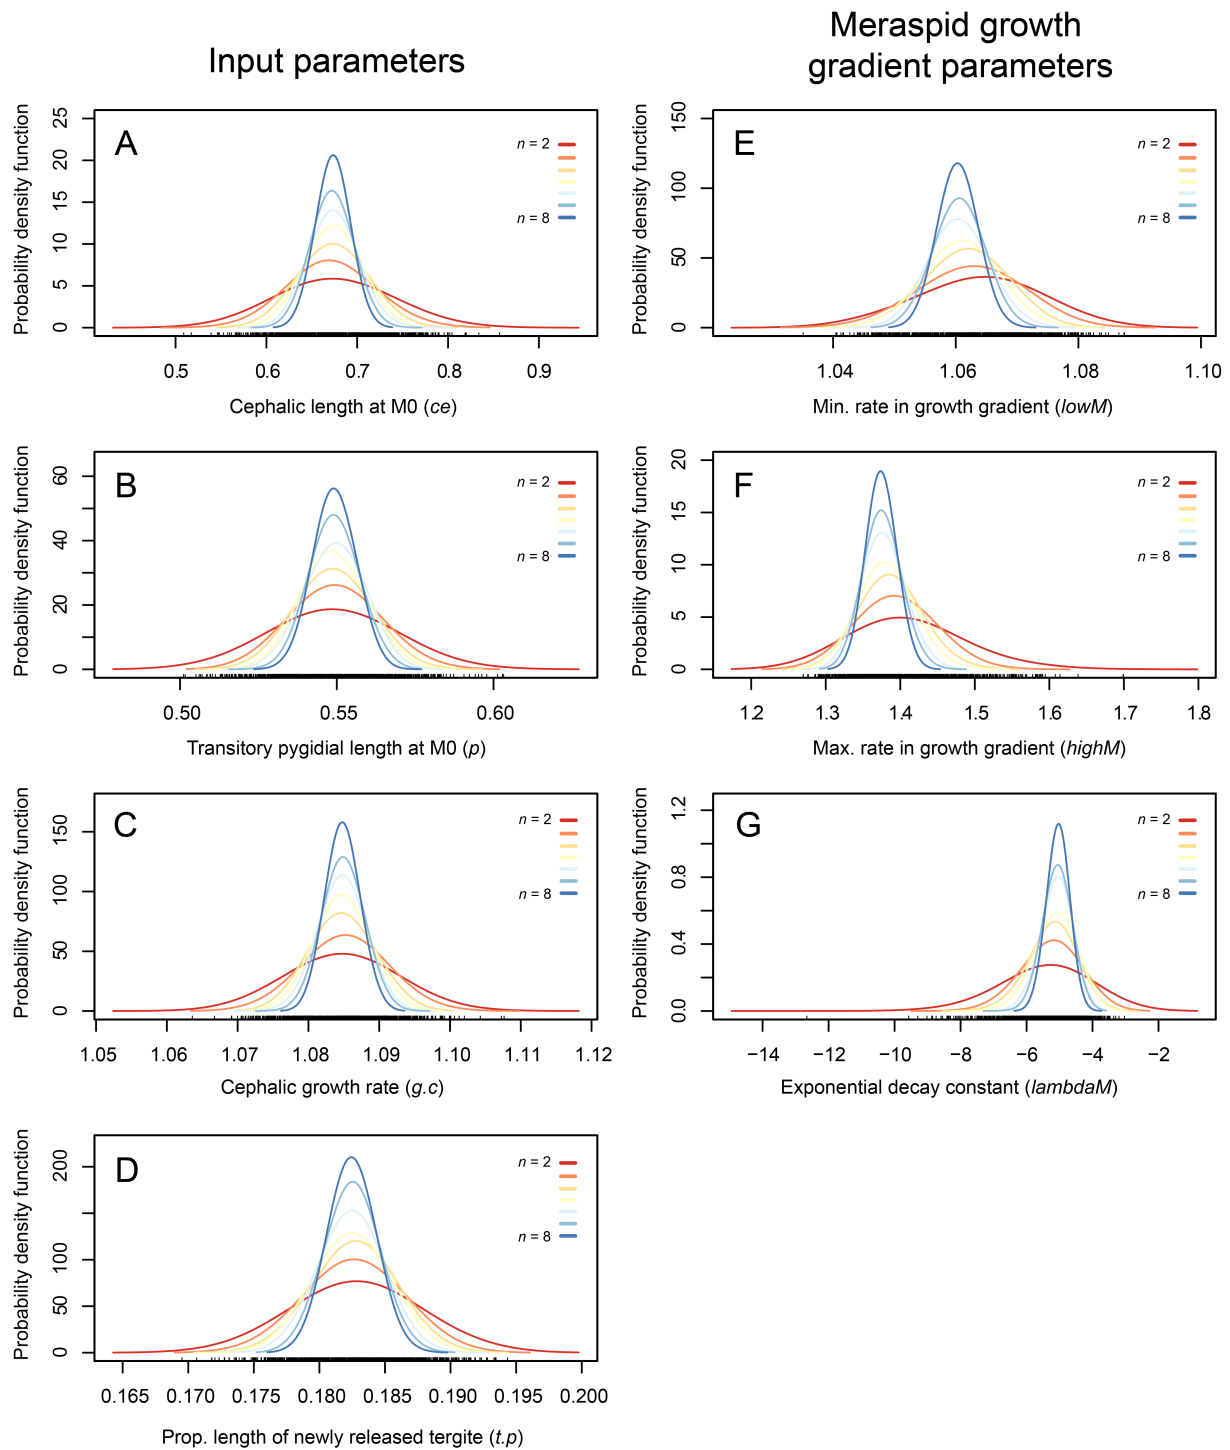 Input parameters
Meraspid growth
gradient parameters
Probability density function
25
20
15
10
5
0
A
n = 2
n = 8
0.5 0.6 0.7 0.8 0.9
Cephalic length at M0 (ce)
Probability density function
150
100
50
0
E
n = 2
n = 8
1.04 1.06 1.08 1.10
Min. rate in growth gradient (lowM)
Probability density function
60
40
20
0
B
n = 2
n = 8
0.50 0.55 0.60
Transitory pygidial length at M0 (p)
Probability density function
20
15
10
5
0
F
n = 2
n = 8
1.2 1.3 1.4 1.5 1.6 1.7 1.8
Max. rate in growth gradient (highM)
Probability density function
150
100
50
0
C
n = 2
n = 8
1.05 1.06 1.07 1.08 1.09 1.10 1.11 1.12
Cephalic growth rate (g.c)
Probability density function
1.2
0.8
0.4
0.0
G
n = 2
n = 8
−14 −12 −10 −8 −6 −4 −2
Exponential decay constant (lambdaM)
Probability density function
200
100
50
0
D
n = 2
n = 8
0.165 0.170 0.175 0.180 0.185 0.190 0.195 0.200
Prop. length of newly released tergite (t.p)